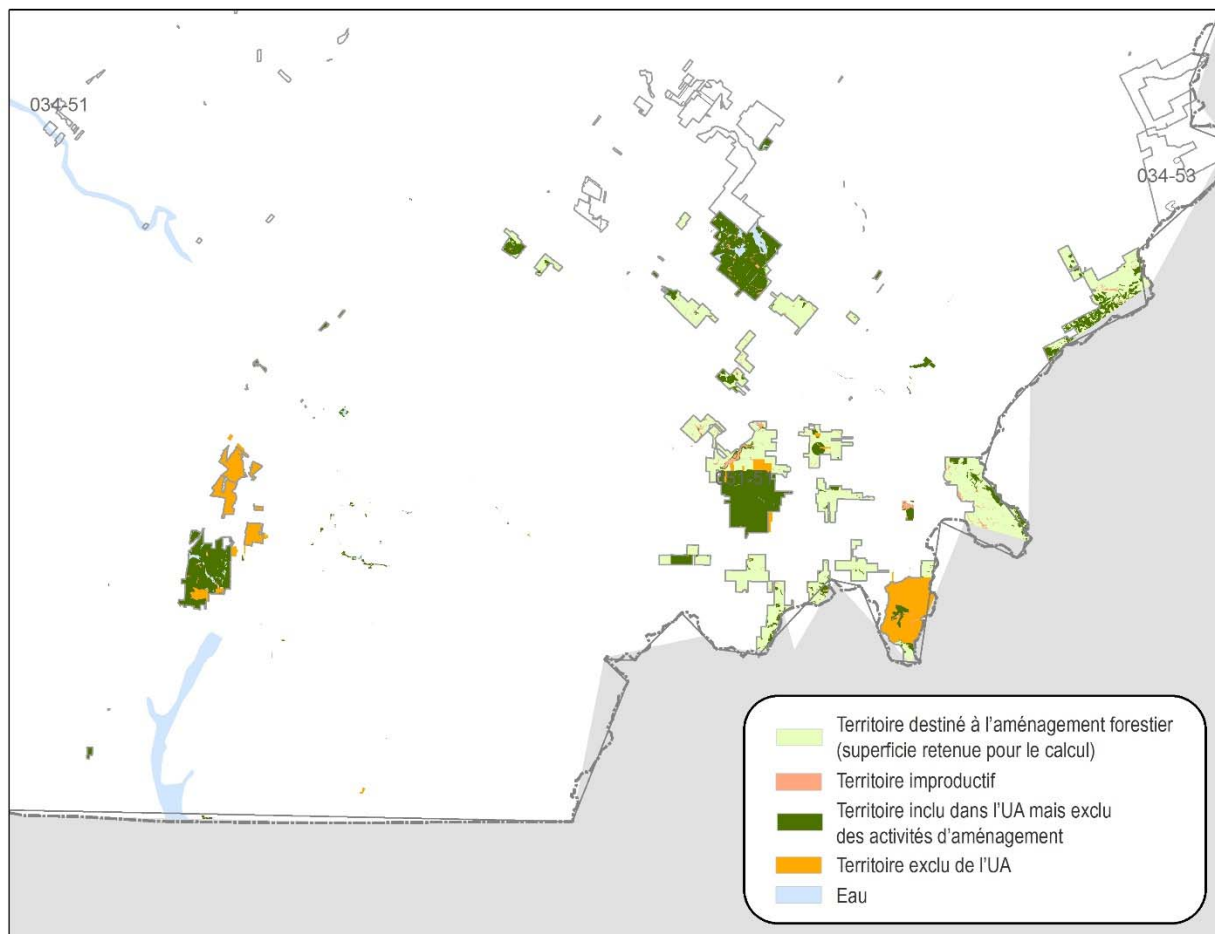 034-51
034-53
Territoire destiné à l'aménagement forestier
(superficie retenue pour le calcul)
Territoire improductif
Territoire inclu dans l'UA mais exclu
des activités d'aménagement
Territoire exclu de l'UA
Eau